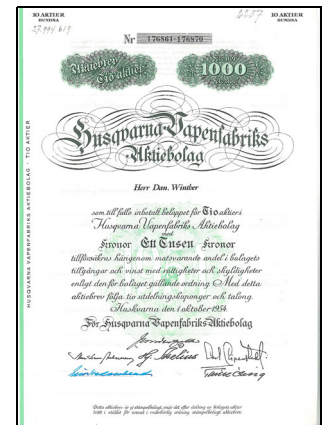 10 AKTIER
HUNDRA
10 AKTIER
HUNDRA
Nr 176861-176870
Aktiebrev
Tio aktier
1000
Husqvarna Vapenfabriks
Aktiebolag
Herr Dan. Winther
som till fullo inbetalt beloppet för Tio aktier i
Husqvarna Vapenfabriks Aktiebolag
med
Kronor Ett Tusen Kronor
tillförsäkras härigenom motsvarande andel i bolagets
tillgångar och vinst med rättigheter och skyldigheter
enligt den för bolaget gällande ordning. Med detta
aktiebrev följa tio utdelningskuponger och talong.
Huskvarna den 1 oktober 1954.
För Husqvarna Vapenfabriks Aktiebolag
HUSQVARNA VAPENFABRIKS AKTIEBOLAG - TIO AKTIER